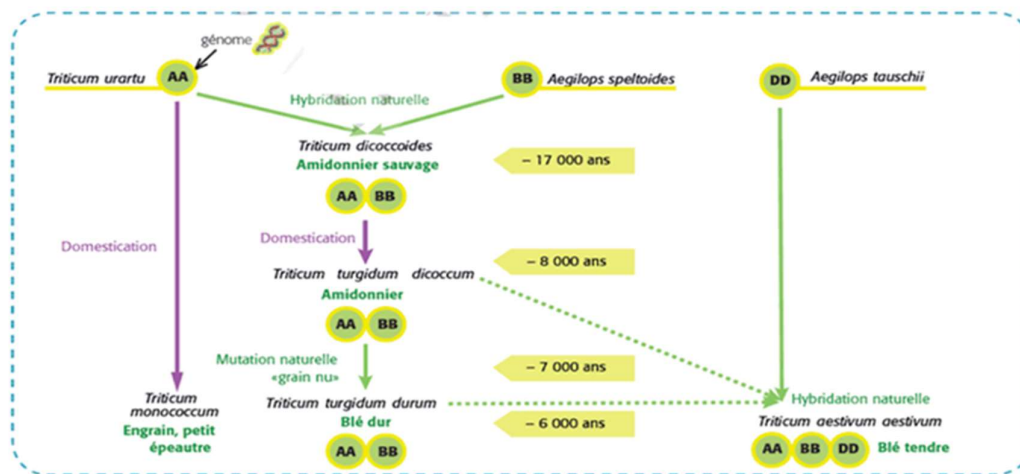 génome
Triticum urartu AA
BB Aegilops speltoides
DD Aegilops tauschii
Hybridation naturelle
Triticum dicoccoides
Amidonnier sauvage
– 17 000 ans
AA BB
Domestication
Domestication
– 8 000 ans
Triticum turgidum dicoccum
Amidonnier
AA BB
Mutation naturelle
«grain nu»
– 7 000 ans
Triticum
monococcum
Engrain, petit
épeautre
Triticum turgidum durum
Blé dur
– 6 000 ans
AA BB
Hybridation naturelle
Triticum aestivum aestivum
AA BB DD Blé tendre